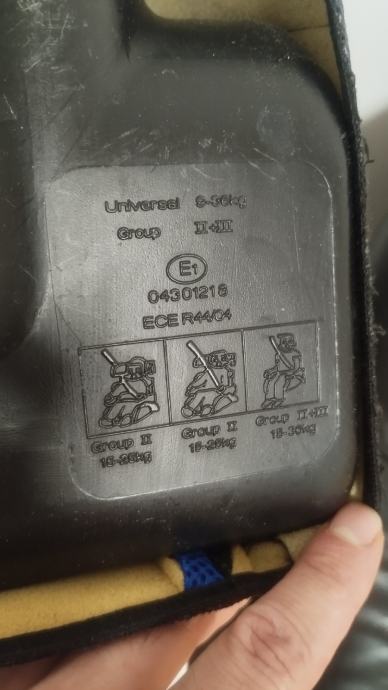 Universal 9-36kg
Group II+III
E1
04301216
ECE R44/04
Group II
15-25kg
Group II
15-25kg
Group II+III
15-36kg